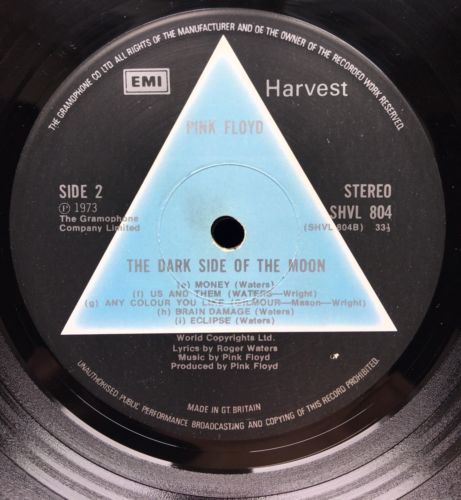 THE GRAMOPHONE CO LTD. ALL RIGHTS OF THE MANUFACTURER AND OF THE OWNER OF THE RECORDED WORK RESERVED.
EMI
Harvest
PINK FLOYD
SIDE 2
Ⓟ 1973
The Gramophone
Company Limited
STEREO
SHVL 804
(SHVL 804B) 33⅓
THE DARK SIDE OF THE MOON
(e) MONEY (Waters)
(f) US AND THEM (WATERS—Wright)
(g) ANY COLOUR YOU LIKE (GILMOUR—Mason—Wright)
(h) BRAIN DAMAGE (Waters)
(i) ECLIPSE (Waters)
World Copyrights Ltd.
Lyrics by Roger Waters
Music by Pink Floyd
Produced by Pink Floyd
MADE IN GT BRITAIN
UNAUTHORISED PUBLIC PERFORMANCE BROADCASTING AND COPYING OF THIS RECORD PROHIBITED.